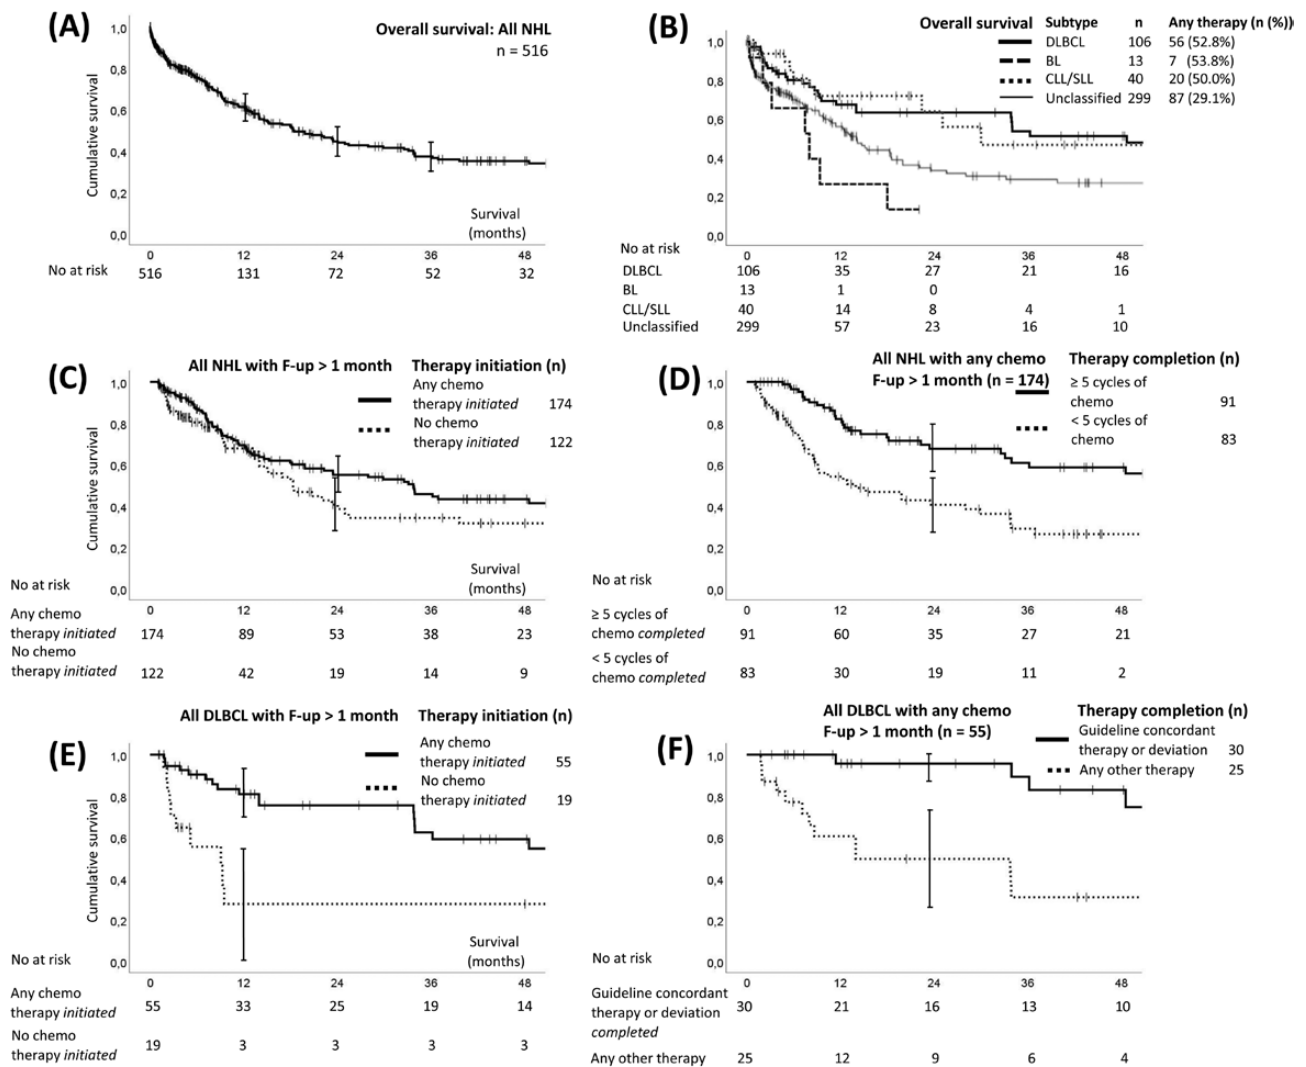 (A)
Overall survival: All NHL
n = 516
Cumulative survival
1,0
0,8
0,6
0,4
0,2
0,0
Survival
(months)
0 12 24 36 48
No at risk
516 131 72 52 32
(B)
Overall survival Subtype n Any therapy (n (%))
DLBCL 106 56 (52.8%)
BL 13 7 (53.8%)
CLL/SLL 40 20 (50.0%)
Unclassified 299 87 (29.1%)
1,0
0,8
0,6
0,4
0,2
0,0
No at risk
0 12 24 36 48
DLBCL 106 35 27 21 16
BL 13 1 0
CLL/SLL 40 14 8 4 1
Unclassified 299 57 23 16 10
(C)
All NHL with F-up > 1 month Therapy initiation (n)
Any chemo
therapy initiated 174
No chemo
therapy initiated 122
Cumulative survival
1,0
0,8
0,6
0,4
0,2
0,0
Survival
(months)
No at risk
0 12 24 36 48
Any chemo
therapy initiated 174 89 53 38 23
No chemo
therapy initiated 122 42 19 14 9
(D)
All NHL with any chemo
F-up > 1 month (n = 174)
Therapy completion (n)
≥ 5 cycles of
chemo 91
< 5 cycles of
chemo 83
1,0
0,8
0,6
0,4
0,2
0,0
No at risk
0 12 24 36 48
≥ 5 cycles of
chemo completed 91 60 35 27 21
< 5 cycles of
chemo completed 83 30 19 11 2
(E)
All DLBCL with F-up > 1 month Therapy initiation (n)
Any chemo
therapy initiated 55
No chemo
therapy initiated 19
Cumulative survival
1,0
0,8
0,6
0,4
0,2
0,0
Survival
(months)
No at risk
0 12 24 36 48
Any chemo
therapy initiated 55 33 25 19 14
No chemo
therapy initiated 19 3 3 3 3
(F)
All DLBCL with any chemo
F-up > 1 month (n = 55)
Therapy completion (n)
Guideline concordant
therapy or deviation 30
Any other therapy 25
1,0
0,8
0,6
0,4
0,2
0,0
No at risk
0 12 24 36 48
Guideline concordant
therapy or deviation 30 21 16 13 10
completed
Any other therapy 25 12 9 6 4